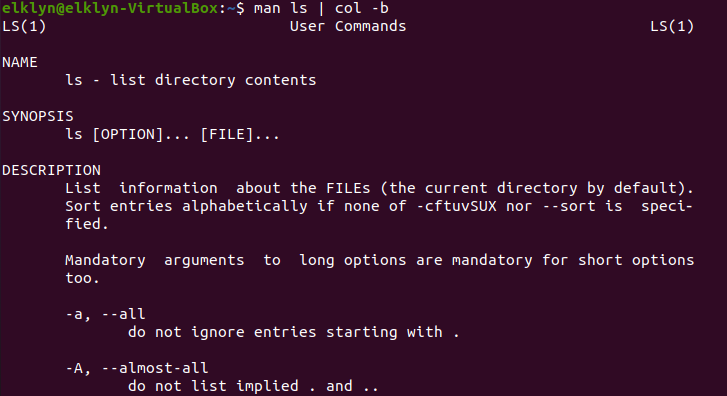 elklyn@elklyn-VirtualBox:~$ man ls | col -b
LS(1) User Commands LS(1)
NAME
ls - list directory contents
SYNOPSIS
ls [OPTION]... [FILE]...
DESCRIPTION
List information about the FILEs (the current directory by default).
Sort entries alphabetically if none of -cftuvSUX nor --sort is speci-
fied.
Mandatory arguments to long options are mandatory for short options
too.
-a, --all
do not ignore entries starting with .
-A, --almost-all
do not list implied . and ..